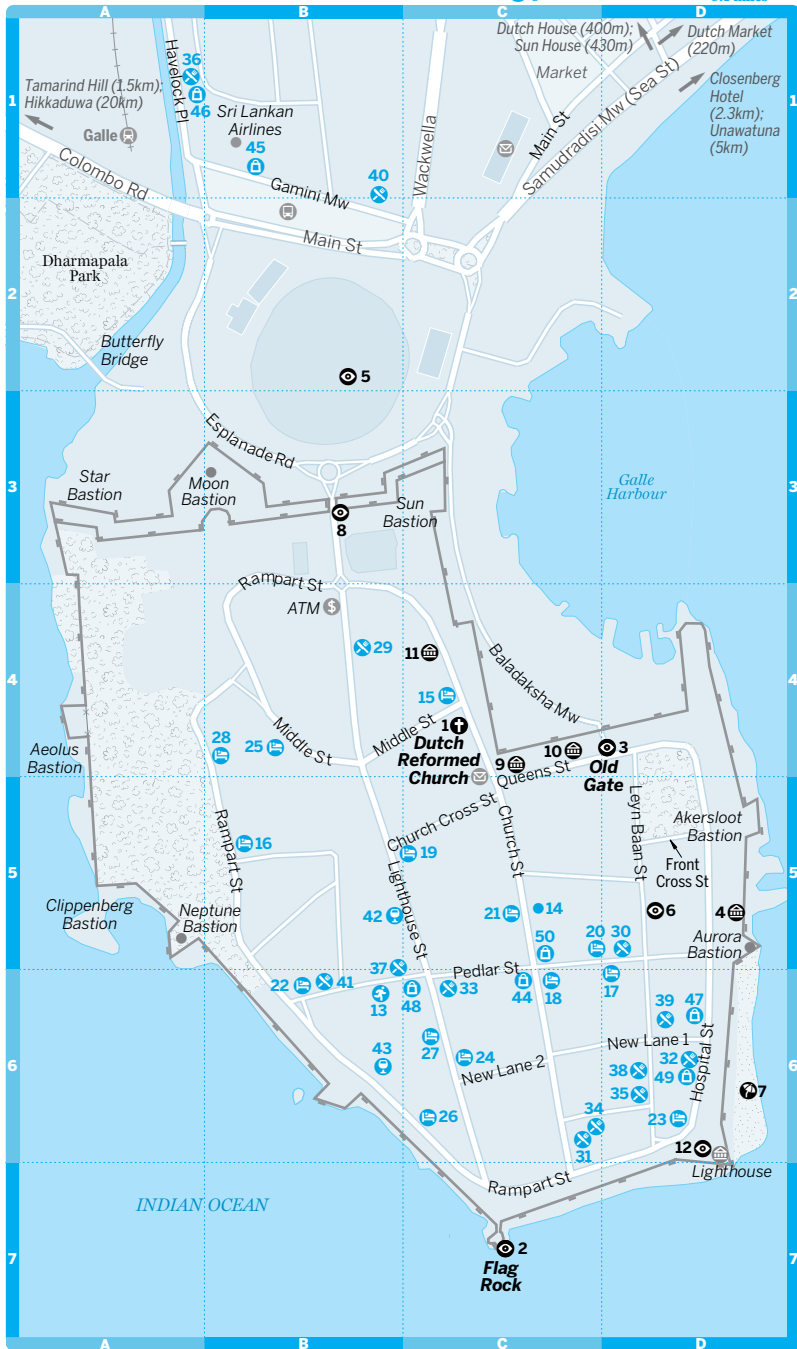 A
B
C
D
Dutch House (400m);
Sun House (430m)
Dutch Market
(220m)
Market
Closenberg
Hotel
(2.3km);
Unawatuna
(5km)
Tamarind Hill (1.5km);
Hikkaduwa (20km)
Havelock Pl
36
46
1
1
Sri Lankan
Airlines
Galle
45
40
Gamini Mw
Wackwella
Main St
Samudradisi Mw (Sea St)
Colombo Rd
Main St
Dharmapala
Park
2
2
Butterfly
Bridge
5
Esplanade Rd
Star
Bastion
Moon
Bastion
Sun
Bastion
Galle
Harbour
3
3
8
Rampart St
ATM
$
29
11
Baladaksha Mw
4
4
15
1
Dutch
Reformed
Church
Middle St
Middle St
28
25
Aeolus
Bastion
9
10
3
Old
Gate
Queens St
Church Cross St
Leyn Baan St
Akersloot
Bastion
Rampart St
16
19
Church St
Front
Cross St
5
5
Lighthouse St
Clippenberg
Bastion
Neptune
Bastion
42
21
14
6
4
50
20
30
Aurora
Bastion
37
Pedlar St
22
41
13
48
33
44
18
17
39
47
27
43
24
New Lane 1
New Lane 2
32
Hospital St
38
49
7
6
6
35
34
26
31
23
12
Lighthouse
Rampart St
INDIAN OCEAN
2
Flag
Rock
7
7
A
B
C
D